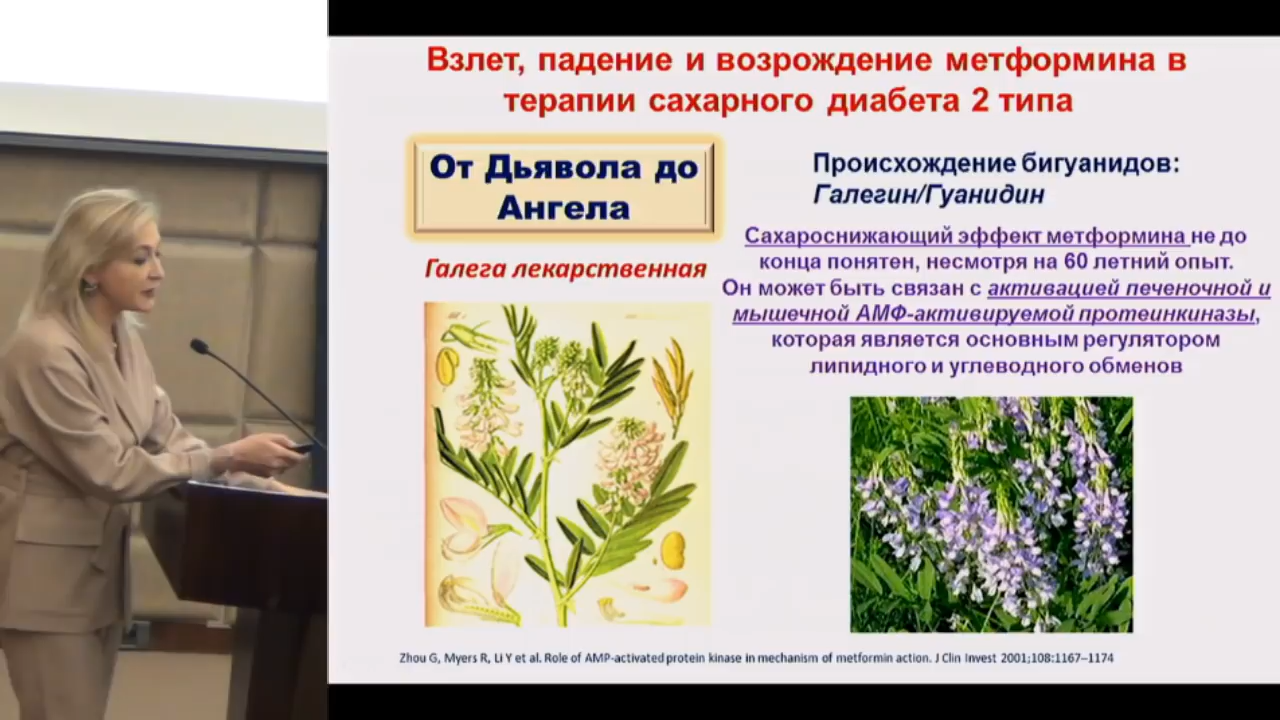 Взлет, падение и возрождение метформина в
терапии сахарного диабета 2 типа
От Дьявола до
Ангела
Галега лекарственная
Происхождение бигуанидов:
Галегин/Гуанидин
Сахароснижающий эффект метформина не до
конца понятен, несмотря на 60 летний опыт.
Он может быть связан с активацией печеночной и
мышечной АМФ-активируемой протеинкиназы,
которая является основным регулятором
липидного и углеводного обменов
Zhou G, Myers R, Li Y et al. Role of AMP-activated protein kinase in mechanism of metformin action. J Clin Invest 2001;108:1167–1174